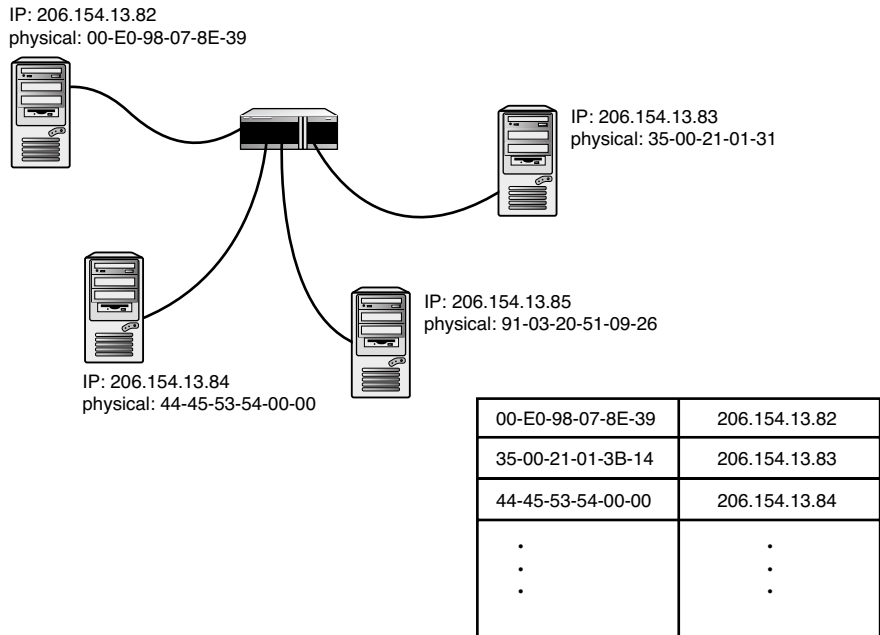 IP: 206.154.13.82
physical: 00-E0-98-07-8E-39
IP: 206.154.13.83
physical: 35-00-21-01-31
IP: 206.154.13.85
physical: 91-03-20-51-09-26
IP: 206.154.13.84
physical: 44-45-53-54-00-00
00-E0-98-07-8E-39 206.154.13.82
35-00-21-01-3B-14 206.154.13.83
44-45-53-54-00-00 206.154.13.84
. .
. .
. .